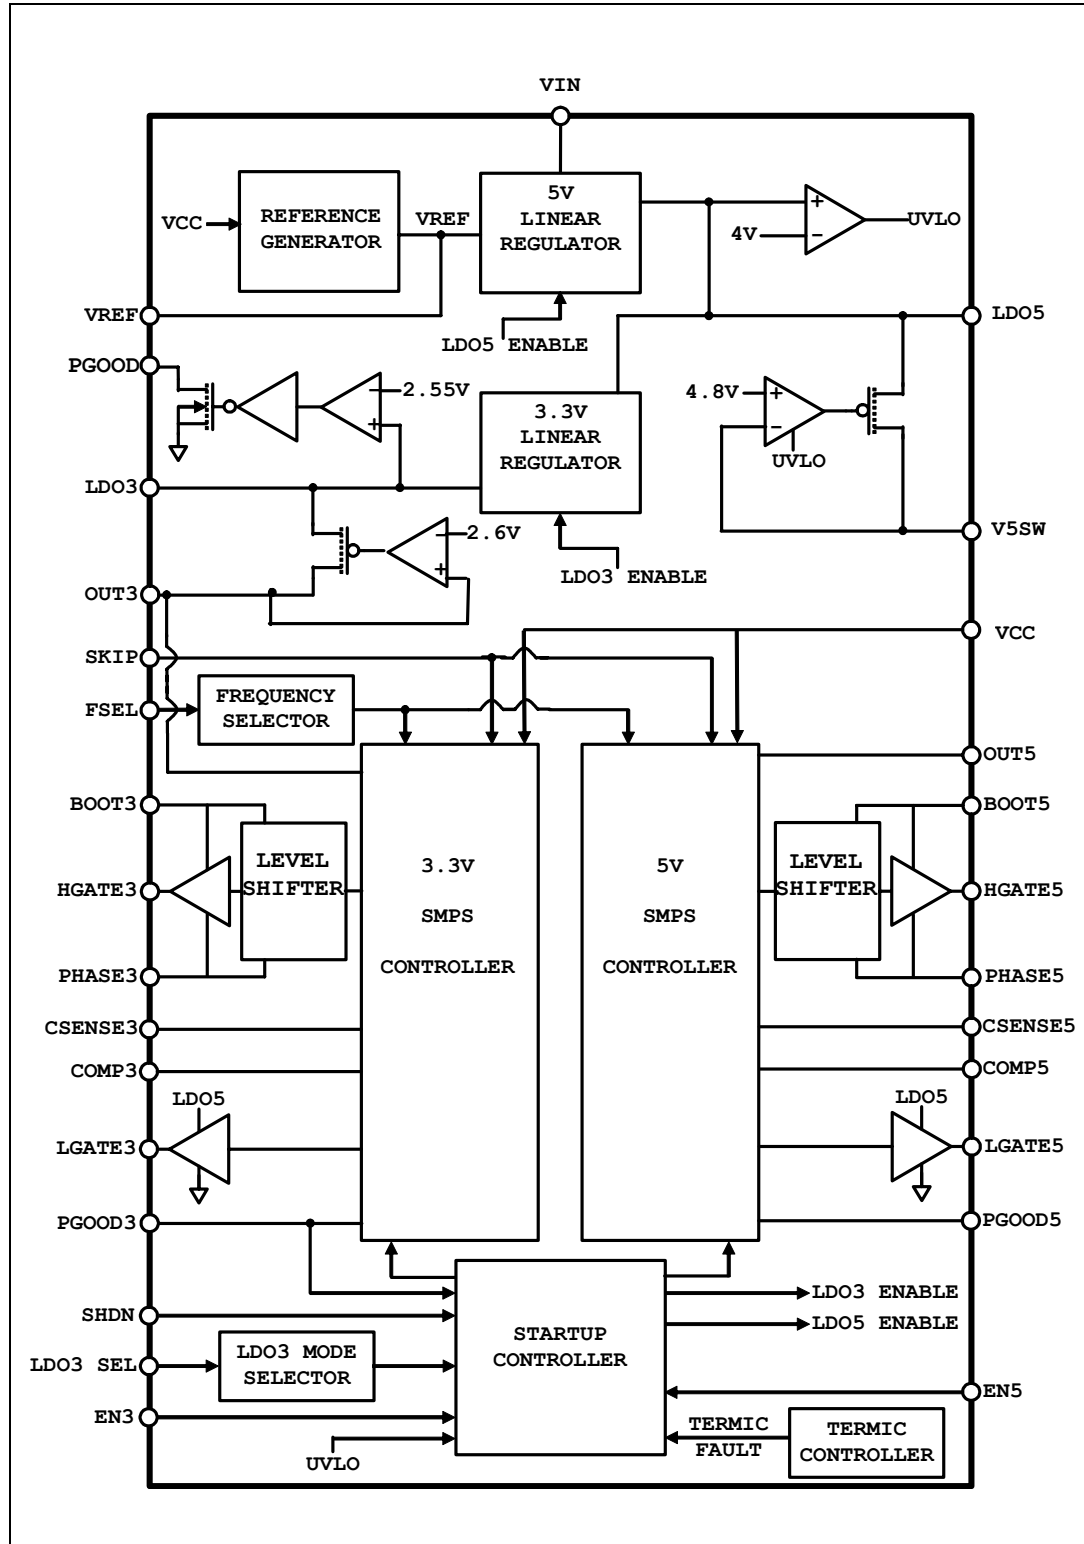 VIN
REFERENCE
GENERATOR
VCC
VREF
5V
LINEAR
REGULATOR
+
4V
−
UVLO
VREF
LDO5
LDO5 ENABLE
PGOOD
−
2.55V
+
3.3V
LINEAR
REGULATOR
4.8V
+
−
UVLO
LDO3
V5SW
−
2.6V
+
LDO3 ENABLE
OUT3
VCC
SKIP
FSEL
FREQUENCY
SELECTOR
OUT5
BOOT3
BOOT5
LEVEL
SHIFTER
3.3V
SMPS
CONTROLLER
5V
SMPS
CONTROLLER
LEVEL
SHIFTER
HGATE3
HGATE5
PHASE3
PHASE5
CSENSE3
CSENSE5
COMP3
COMP5
LDO5
LDO5
LGATE3
LGATE5
PGOOD3
PGOOD5
LDO3 ENABLE
SHDN
LDO5 ENABLE
STARTUP
CONTROLLER
LDO3 SEL
LDO3 MODE
SELECTOR
EN5
EN3
TERMIC
FAULT
TERMIC
CONTROLLER
UVLO